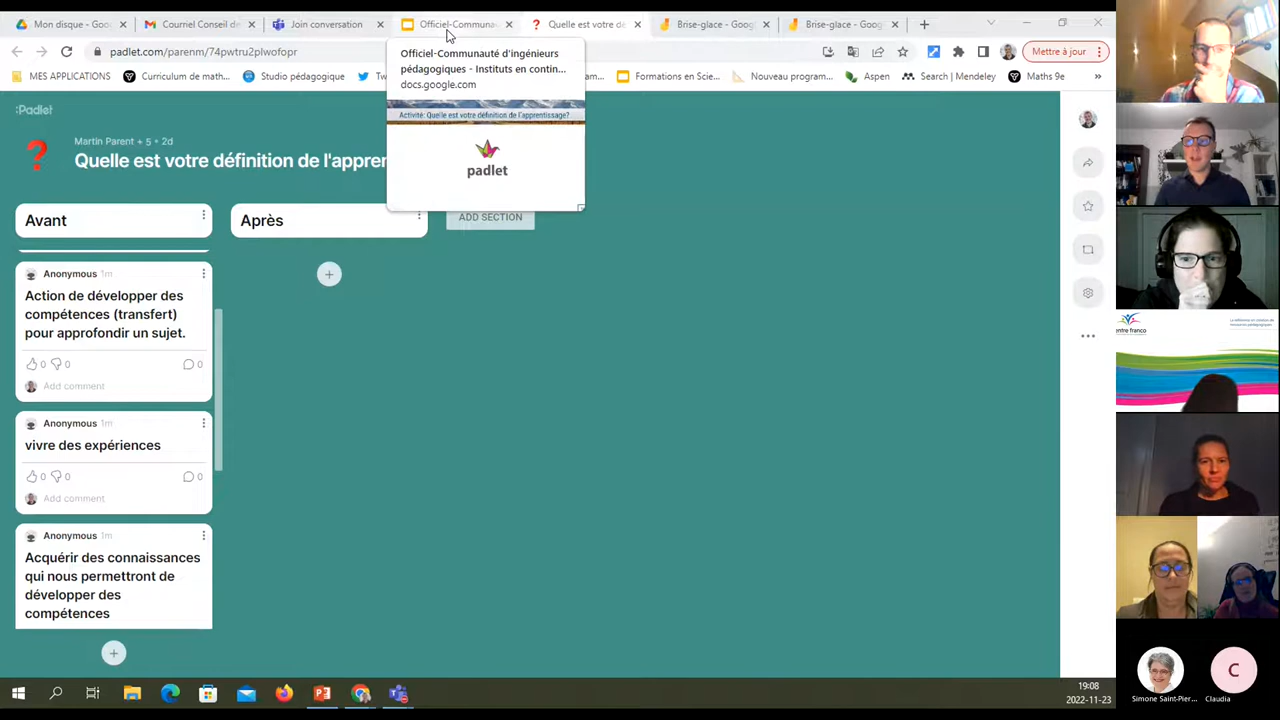 Mon disque - Goo
Courriel Conseil de
Join conversation
Officiel-Communau
Quelle est votre dé
Brise-glace - Goog
Brise-glace - Goog
padlet.com/parenm/74pwtru2plwofopr
Mettre à jour
MES APPLICATIONS
Curriculum de math...
Studio pédagogique
Formations en Scie...
Nouveau program...
Aspen
Search | Mendeley
Maths 9e
Officiel-Communauté d'ingénieurs
pédagogiques - Instituts en contin...
docs.google.com
Activité: Quelle est votre définition de l'apprentissage?
padlet
:Padlet
Martin Parent + 5 • 2d
Quelle est votre définition de l'appren
Avant
Après
ADD SECTION
Anonymous 1m
Action de développer des
compétences (transfert)
pour approfondir un sujet.
0 0 0
Add comment
Anonymous 1m
vivre des expériences
0 0 0
Add comment
Anonymous 1m
Acquérir des connaissances
qui nous permettront de
développer des
compétences
entre franco
C
Simone Saint-Pier...
Claudia
19:08
2022-11-23